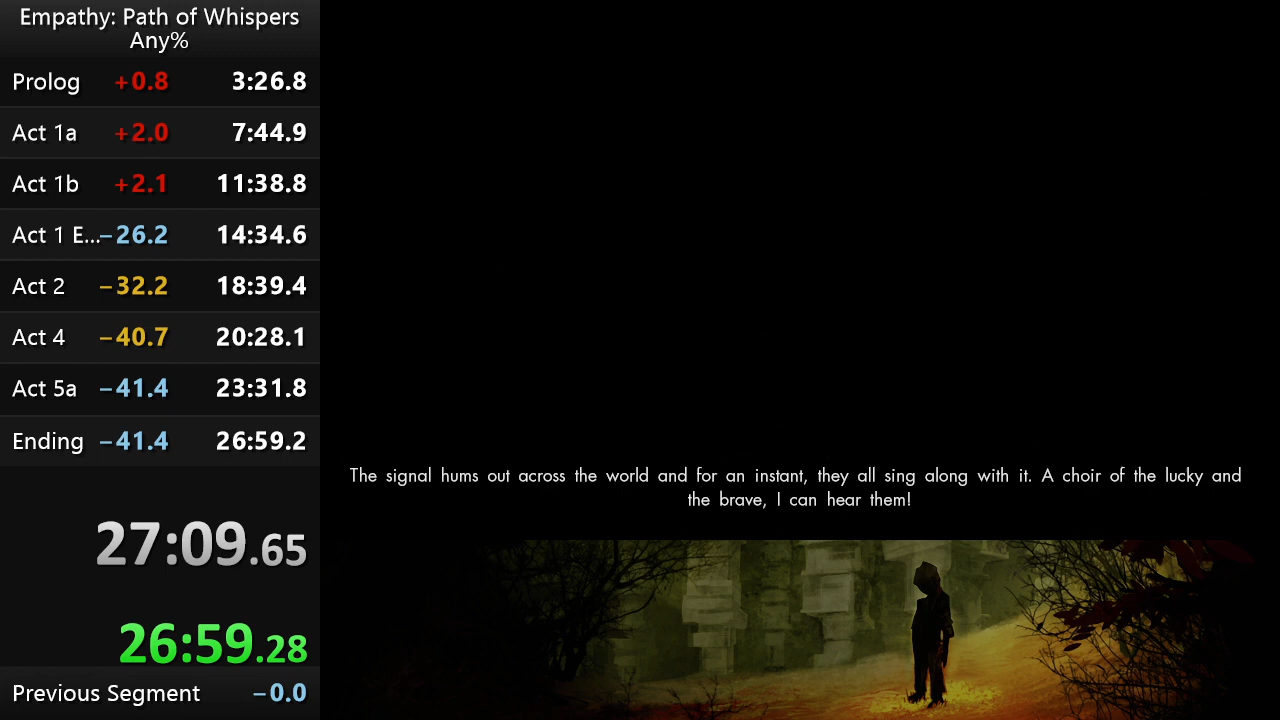 Empathy: Path of Whispers
Any%
Prolog +0.8 3:26.8
Act 1a +2.0 7:44.9
Act 1b +2.1 11:38.8
Act 1 E... −26.2 14:34.6
Act 2 −32.2 18:39.4
Act 4 −40.7 20:28.1
Act 5a −41.4 23:31.8
Ending −41.4 26:59.2
27:09.65
26:59.28
Previous Segment −0.0
The signal hums out across the world and for an instant, they all sing along with it. A choir of the lucky and
the brave, I can hear them!